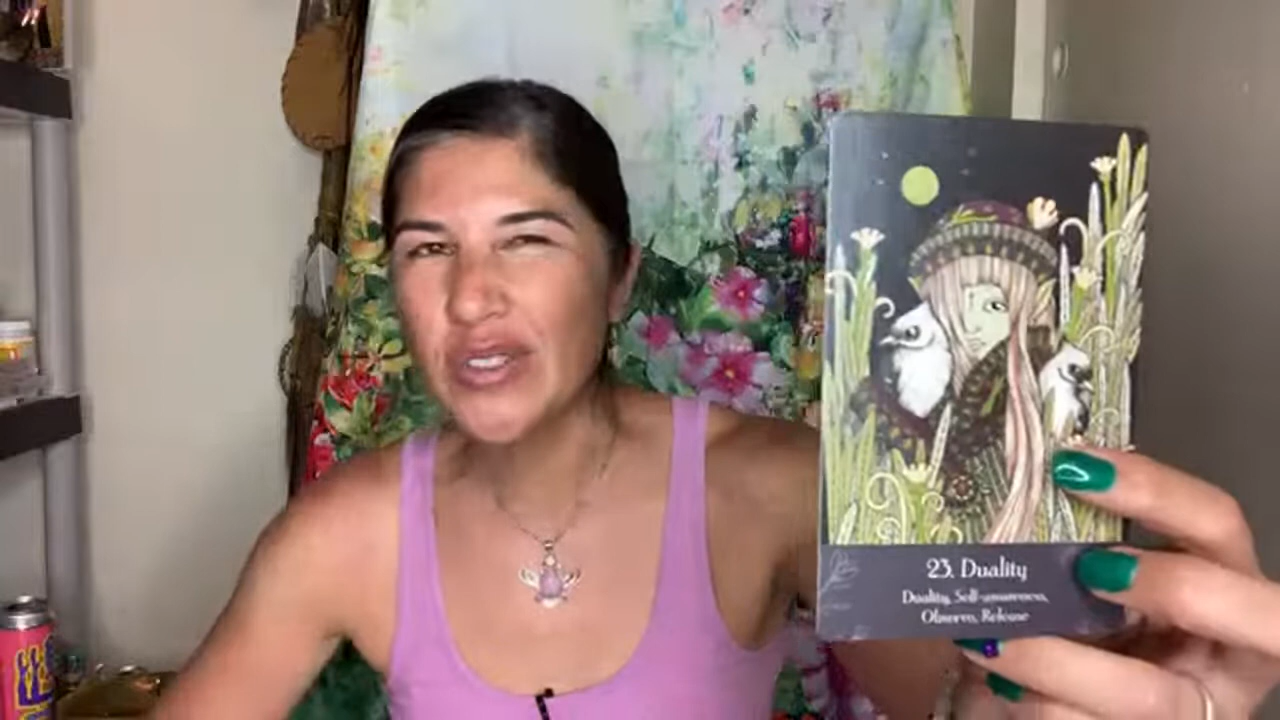 23. Duality
Duality, Self-awareness,
Observe, Release